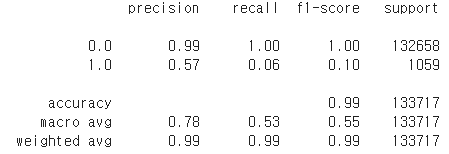 precision recall f1-score support
0.0 0.99 1.00 1.00 132658
1.0 0.57 0.06 0.10 1059
accuracy 0.99 133717
macro avg 0.78 0.53 0.55 133717
weighted avg 0.99 0.99 0.99 133717